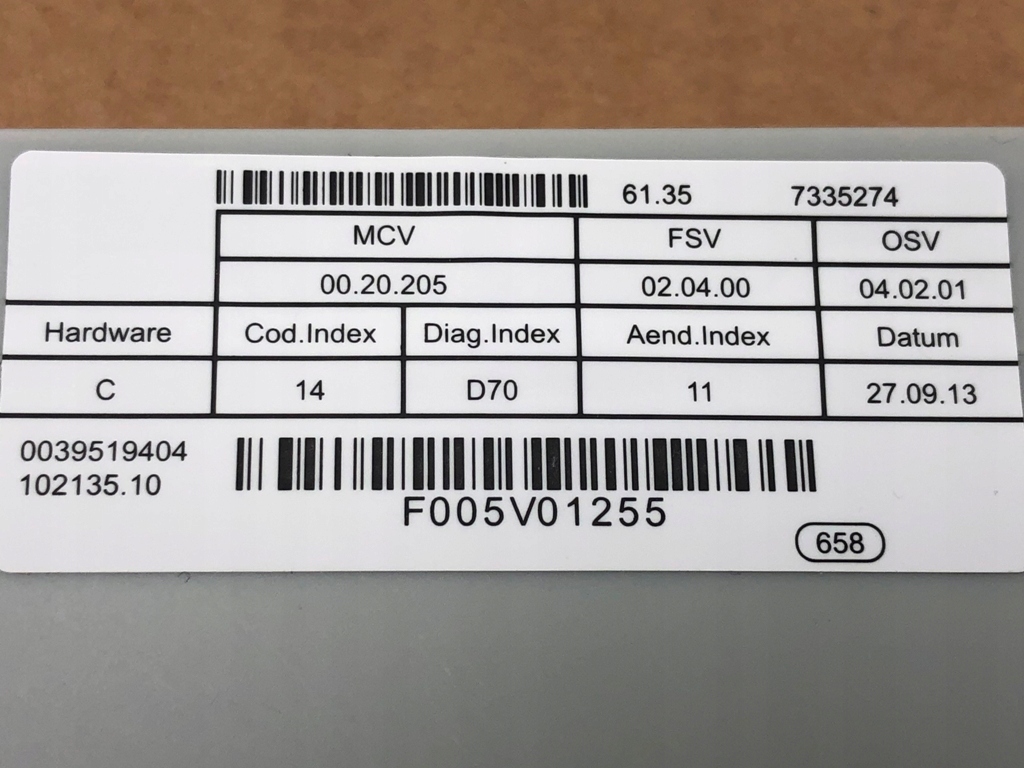 61.35 7335274
MCV FSV OSV
00.20.205 02.04.00 04.02.01
Hardware Cod.Index Diag.Index Aend.Index Datum
C 14 D70 11 27.09.13
0039519404
102135.10
F005V01255
658